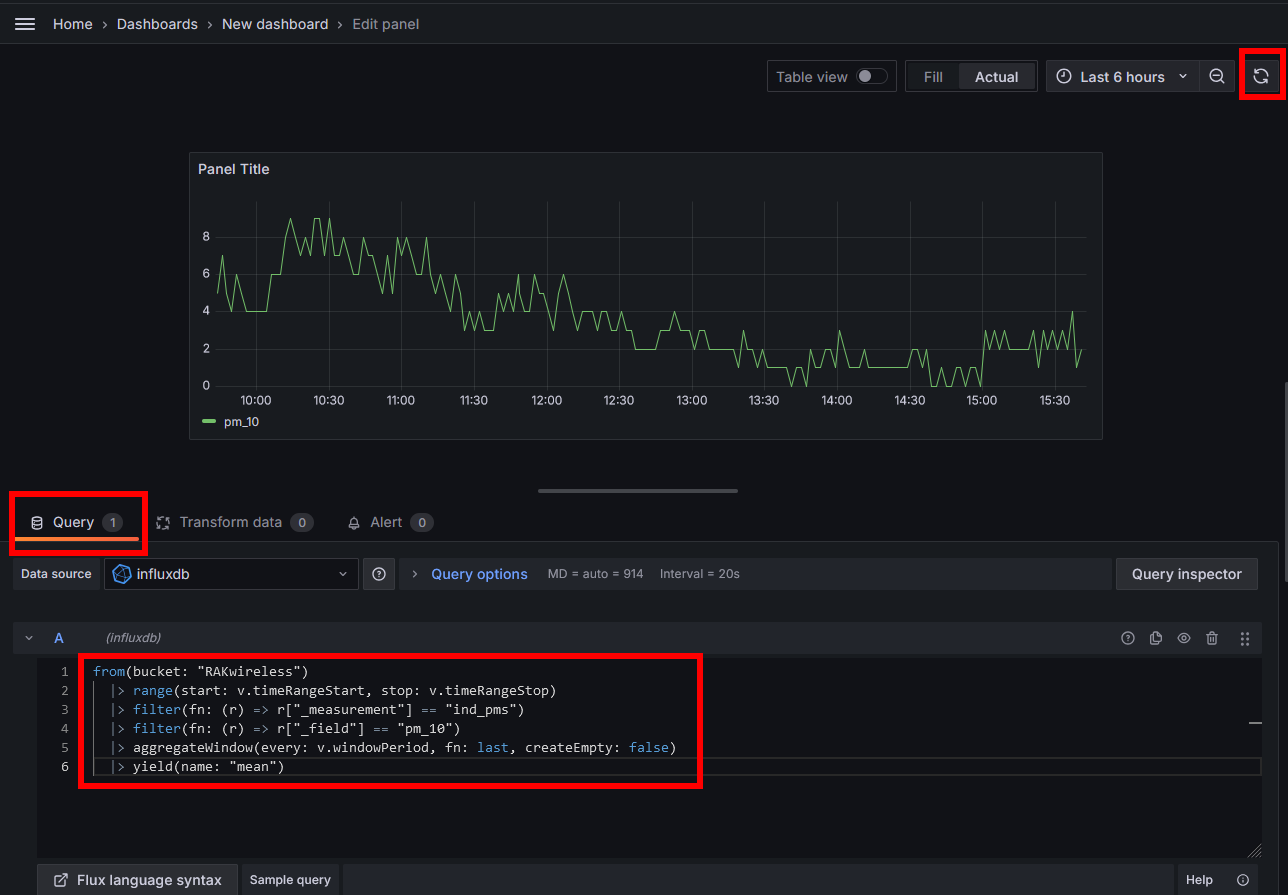 Home › Dashboards › New dashboard › Edit panel
Table view Fill Actual Last 6 hours
Panel Title
8
6
4
2
0
10:00 10:30 11:00 11:30 12:00 12:30 13:00 13:30 14:00 14:30 15:00 15:30
pm_10
Query 1 Transform data 0 Alert 0
Data source influxdb Query options MD = auto = 914 Interval = 20s Query inspector
A (influxdb)
1 from(bucket: "RAKwireless")
2 |> range(start: v.timeRangeStart, stop: v.timeRangeStop)
3 |> filter(fn: (r) => r["_measurement"] == "ind_pms")
4 |> filter(fn: (r) => r["_field"] == "pm_10")
5 |> aggregateWindow(every: v.windowPeriod, fn: last, createEmpty: false)
6 |> yield(name: "mean")
Flux language syntax Sample query Help